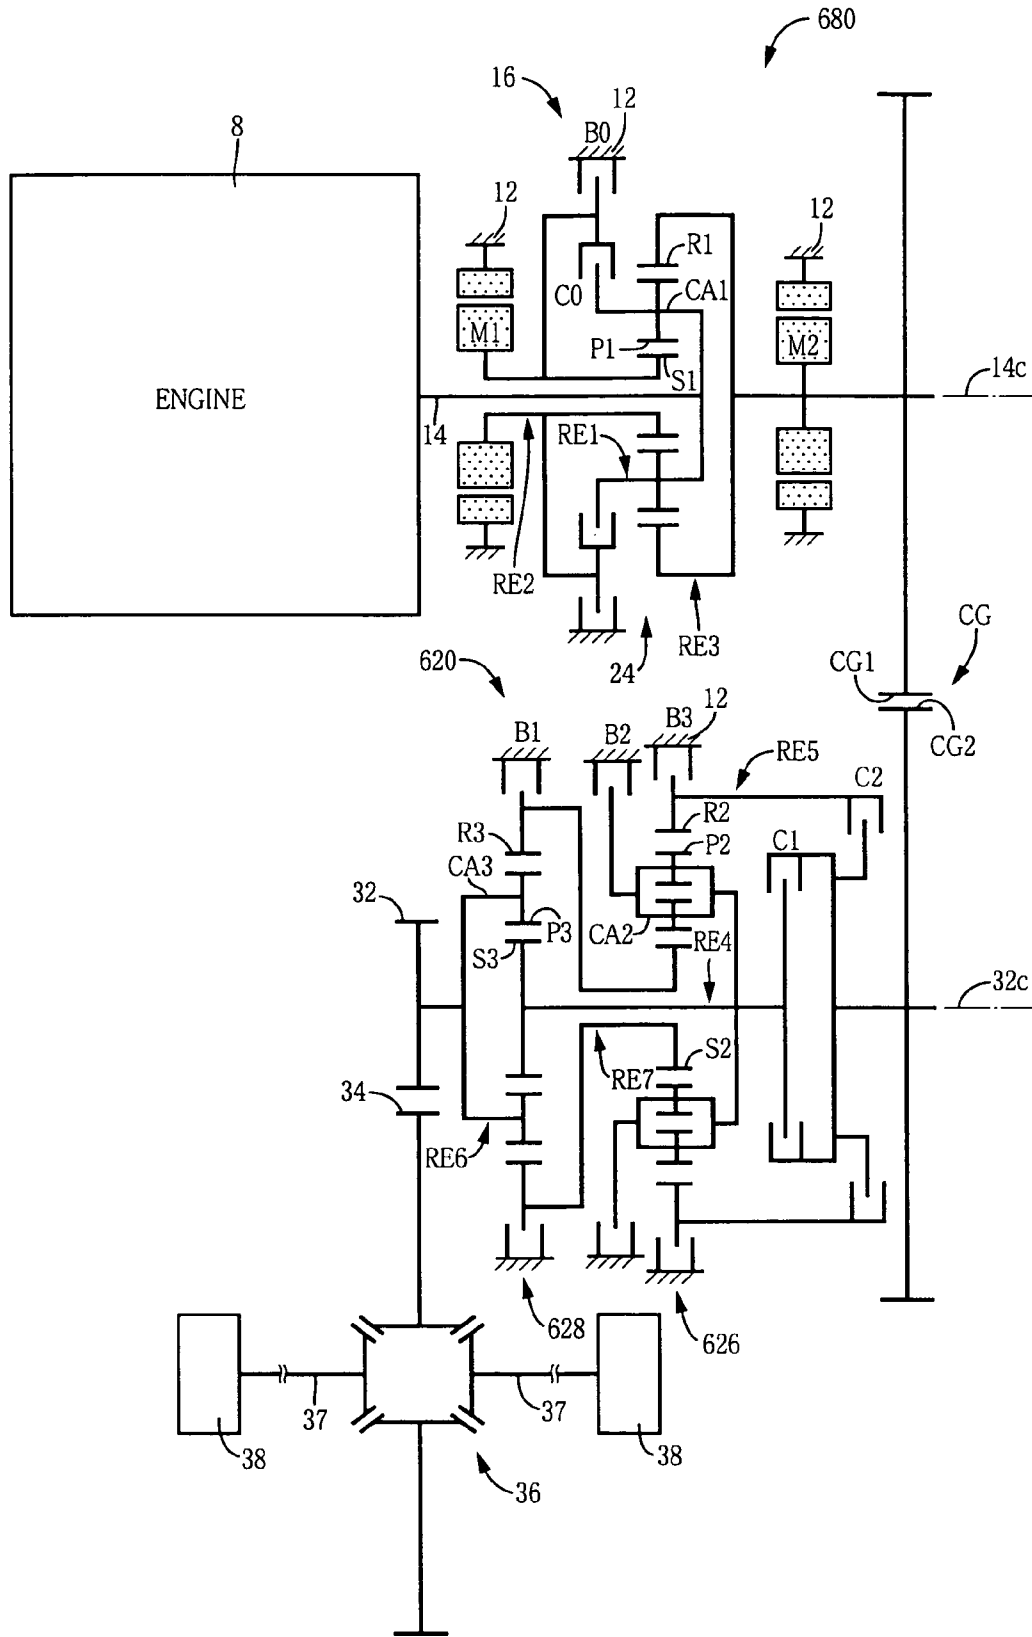 680
16
12
B0
8
12
12
R1
C0
CA1
M1
P1
M2
S1
ENGINE
14c
14
RE1
RE2
CG
620
24
RE3
CG1
B3
12
B1
B2
CG2
RE5
C2
R2
R3
P2
C1
CA3
32
P3
CA2
RE4
S3
32c
S2
34
RE7
RE6
628
626
37
37
38
38
36